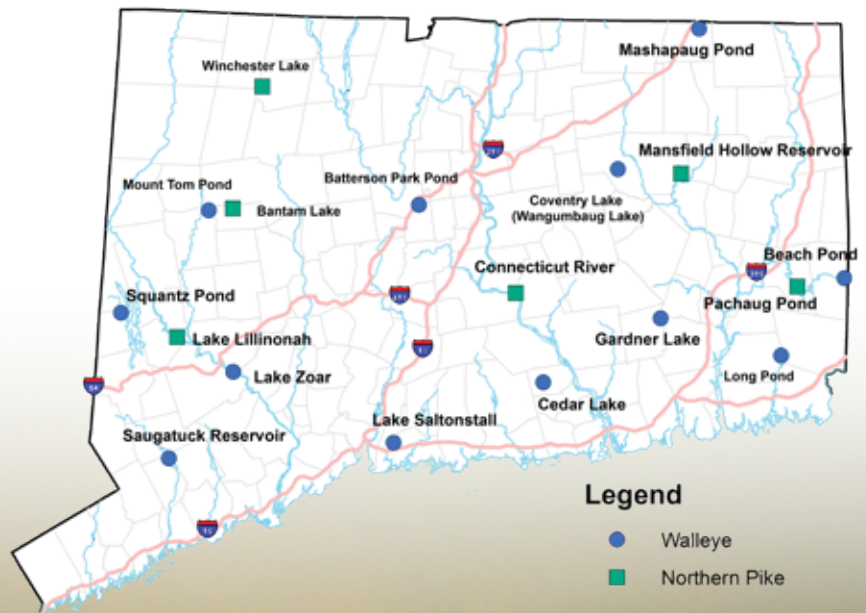 Mashapaug Pond
Winchester Lake
Mansfield Hollow Reservoir
Mount Tom Pond
Batterson Park Pond
Bantam Lake
Coventry Lake
(Wangumbaug Lake)
Beach Pond
Connecticut River
Squantz Pond
Pachaug Pond
Gardner Lake
Lake Lillinonah
Lake Zoar
Long Pond
Cedar Lake
Lake Saltonstall
Saugatuck Reservoir
Legend
Walleye
Northern Pike